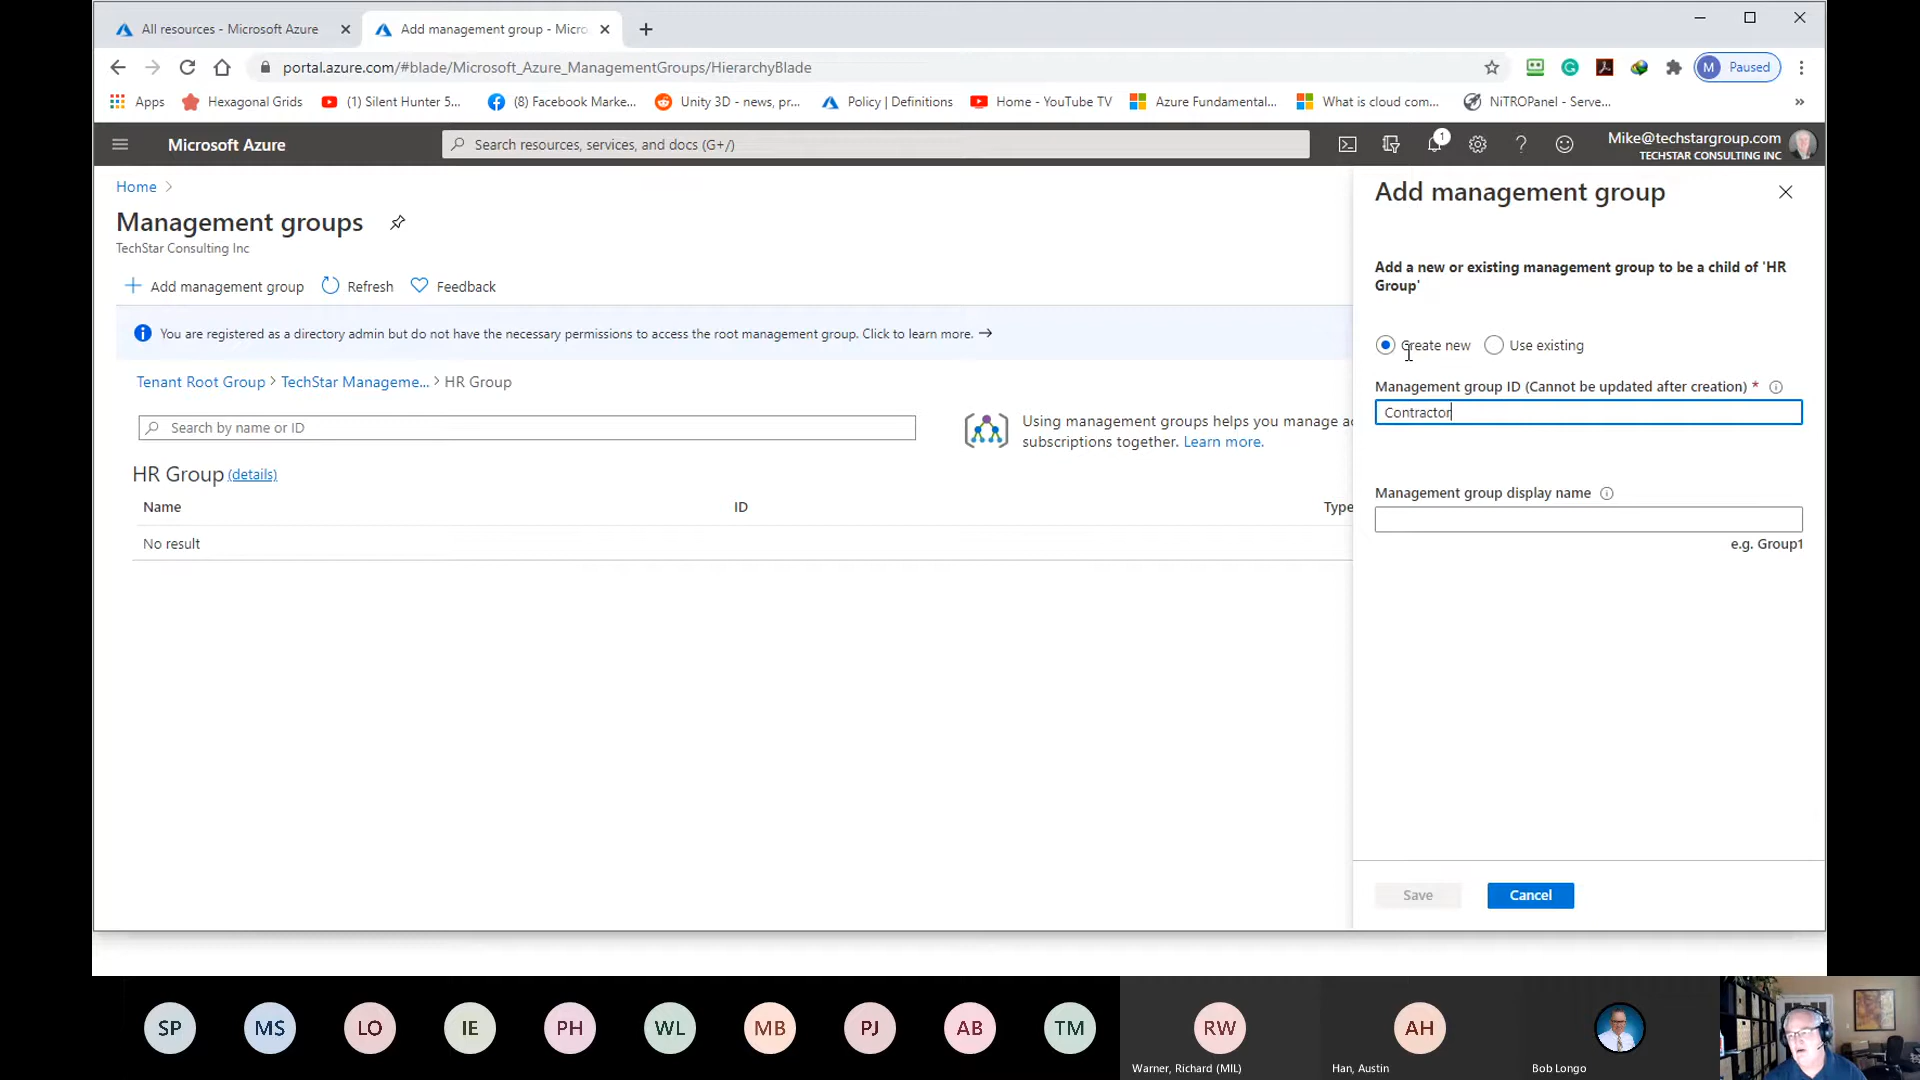 All resources - Microsoft Azure
Add management group - Micro
portal.azure.com/#blade/Microsoft_Azure_ManagementGroups/HierarchyBlade
M Paused
Apps
Hexagonal Grids
(1) Silent Hunter 5...
(8) Facebook Marke...
Unity 3D - news, pr...
Policy | Definitions
Home - YouTube TV
Azure Fundamental...
What is cloud com...
NiTROPanel - Serve...
»
Microsoft Azure
Search resources, services, and docs (G+/)
1
Mike@techstargroup.com
TECHSTAR CONSULTING INC
Home
Management groups
TechStar Consulting Inc
Add management group
Refresh
Feedback
You are registered as a directory admin but do not have the necessary permissions to access the root management group. Click to learn more. →
Tenant Root Group > TechStar Manageme... > HR Group
Search by name or ID
Using management groups helps you manage ac
subscriptions together. Learn more.
HR Group (details)
Name ID Type
No result
Add management group
Add a new or existing management group to be a child of 'HR
Group'
Create new
Use existing
Management group ID (Cannot be updated after creation) *
Contractor
Management group display name
e.g. Group1
Save
Cancel
SP
MS
LO
IE
PH
WL
MB
PJ
AB
TM
RW
Warner, Richard (MIL)
AH
Han, Austin
Bob Longo